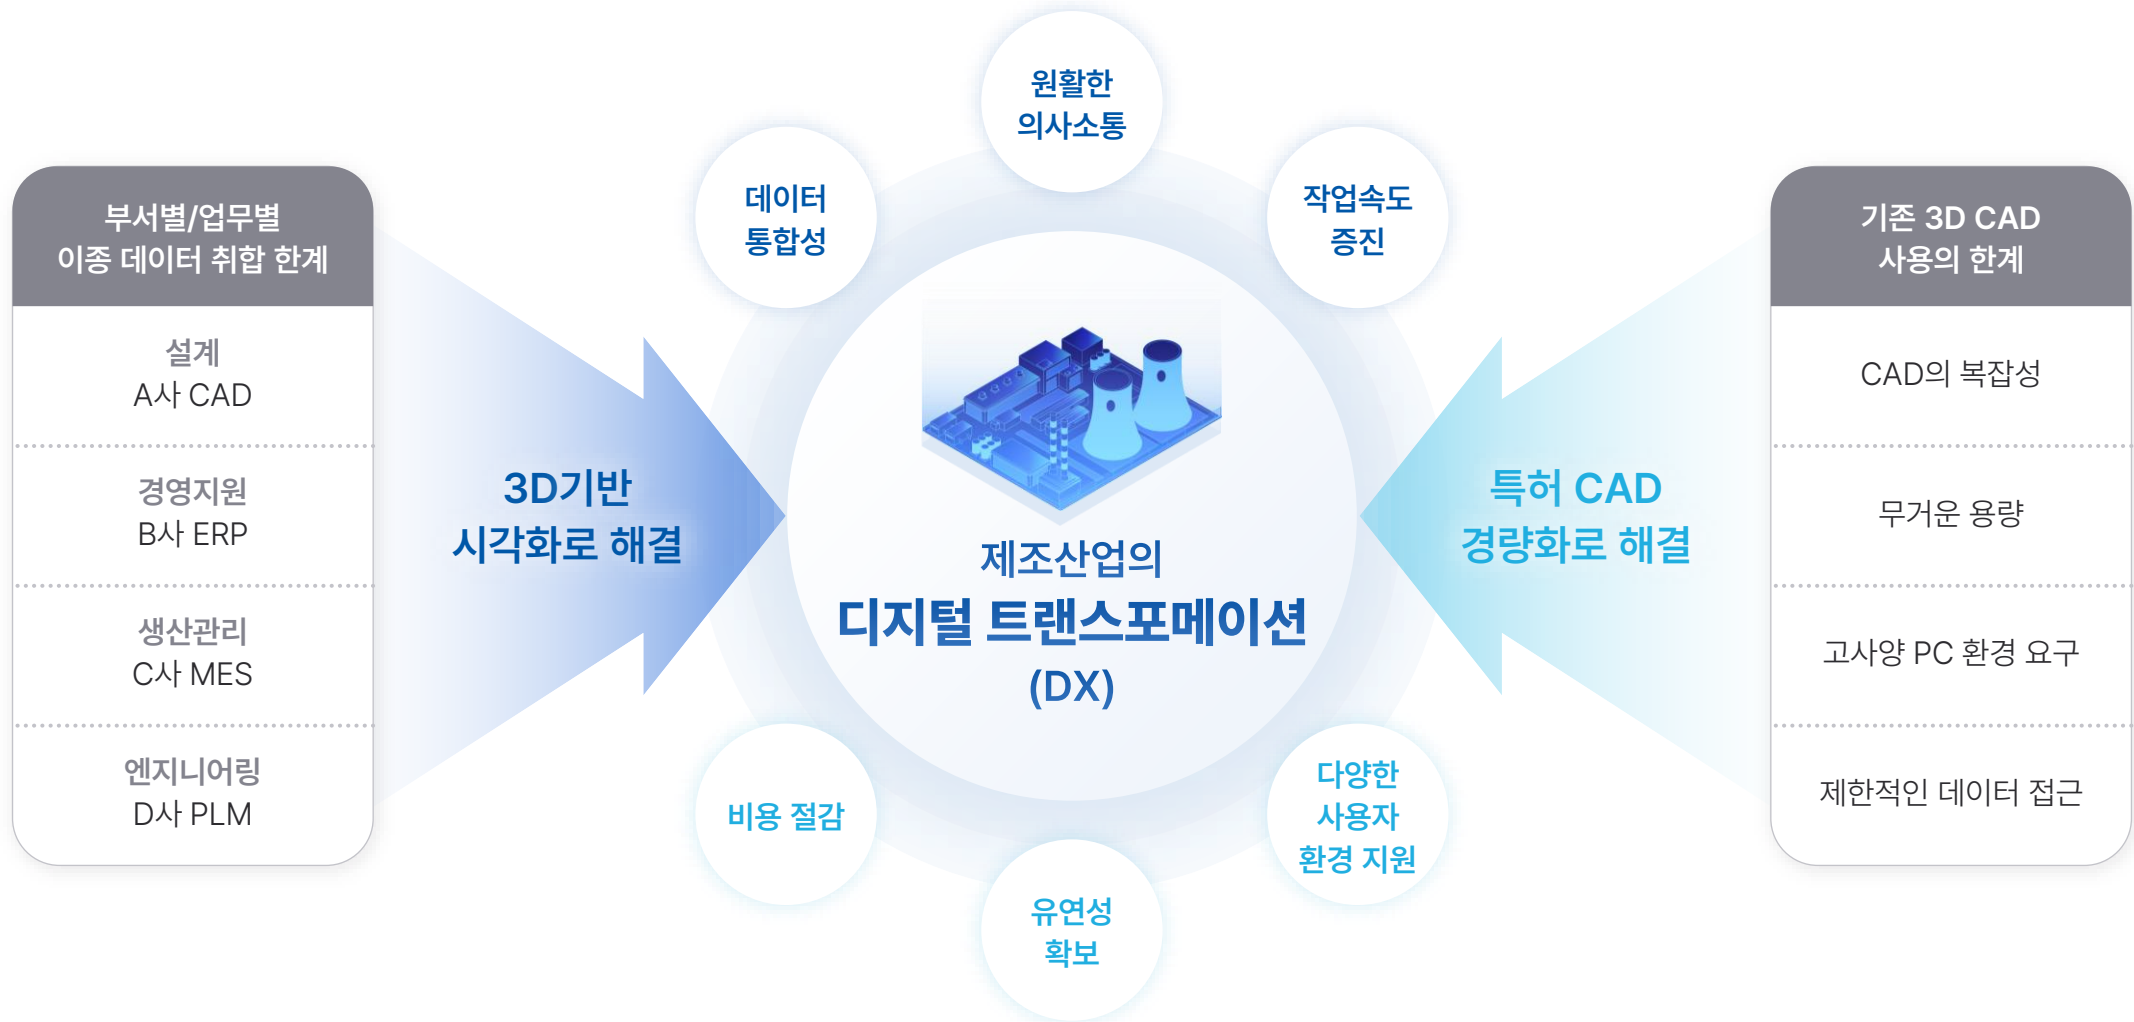 부서별/업무별
이종 데이터 취합 한계
설계
A사 CAD
경영지원
B사 ERP
생산관리
C사 MES
엔지니어링
D사 PLM
3D기반
시각화로 해결
원활한
의사소통
데이터
통합성
작업속도
증진
제조산업의
디지털 트랜스포메이션
(DX)
비용 절감
유연성
확보
다양한
사용자
환경 지원
특허 CAD
경량화로 해결
기존 3D CAD
사용의 한계
CAD의 복잡성
무거운 용량
고사양 PC 환경 요구
제한적인 데이터 접근